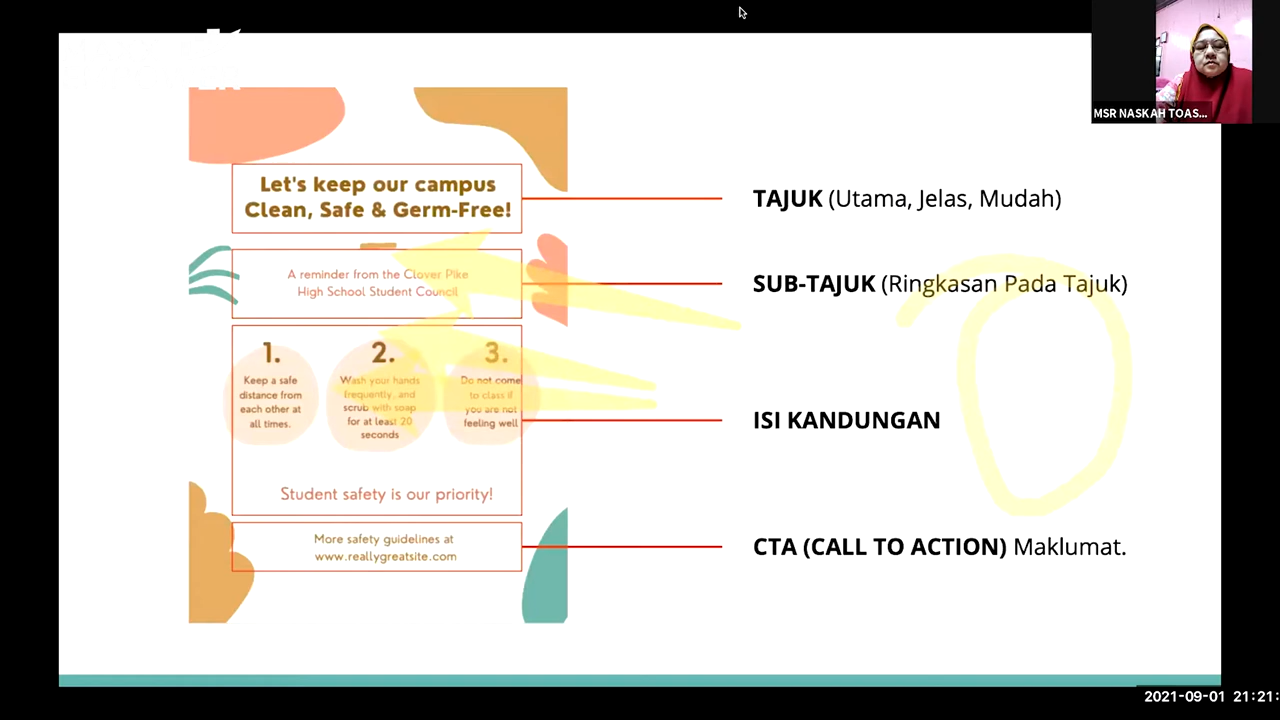 MSR NASKAH TOAS...
Let's keep our campus
Clean, Safe & Germ-Free!
TAJUK (Utama, Jelas, Mudah)
A reminder from the Clover Pike
High School Student Council
SUB-TAJUK (Ringkasan Pada Tajuk)
1.
Keep a safe
distance from
each other at
all times.
2.
Wash your hands
frequently, and
scrub with soap
for at least 20
seconds
3.
Do not come
to class if
you are not
feeling well
Student safety is our priority!
ISI KANDUNGAN
More safety guidelines at
www.reallygreatsite.com
CTA (CALL TO ACTION) Maklumat.
2021-09-01 21:21: